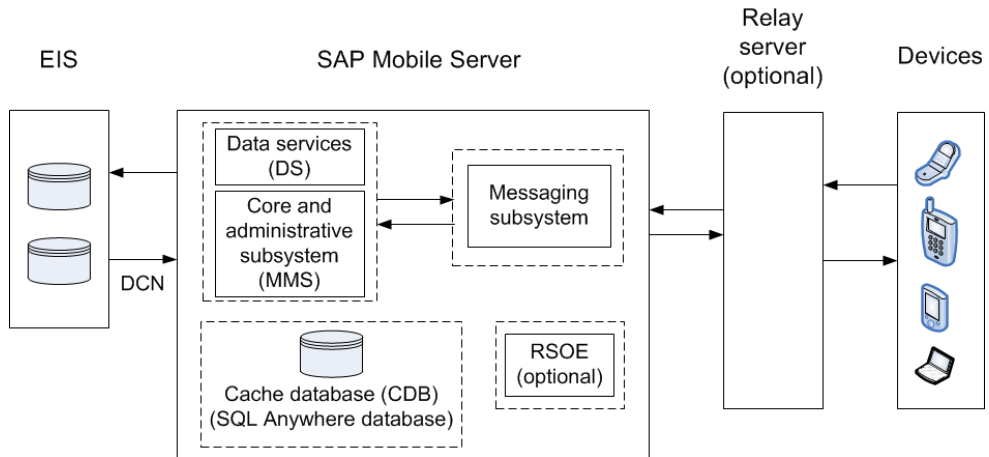 EIS
SAP Mobile Server
Relay
server
(optional)
Devices
Data services
(DS)
Core and
administrative
subsystem
(MMS)
Messaging
subsystem
DCN
Cache database (CDB)
(SQL Anywhere database)
RSOE
(optional)